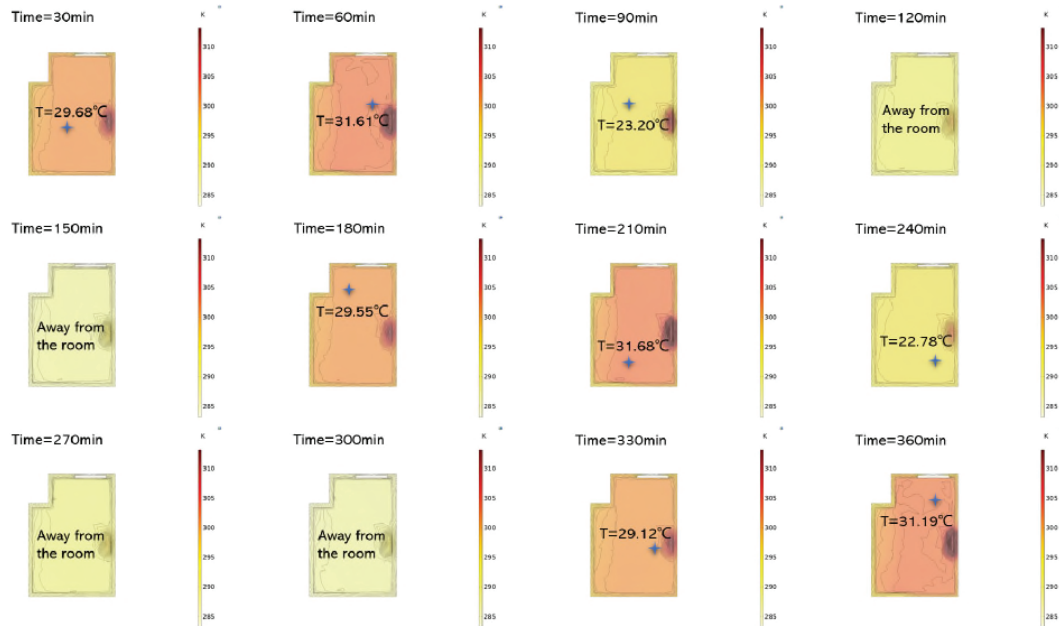 Time=30min
K
310
305
300
295
290
285
T=29.68℃
Time=60min
K
310
305
300
295
290
285
T=31.61℃
Time=90min
K
310
305
300
295
290
285
T=23.20℃
Time=120min
K
310
305
300
295
290
285
Away from
the room
Time=150min
K
310
305
300
295
290
285
Away from
the room
Time=180min
K
310
305
300
295
290
285
T=29.55℃
Time=210min
K
310
305
300
295
290
285
T=31.68℃
Time=240min
K
310
305
300
295
290
285
T=22.78℃
Time=270min
K
310
305
300
295
290
285
Away from
the room
Time=300min
K
310
305
300
295
290
285
Away from
the room
Time=330min
K
310
305
300
295
290
285
T=29.12℃
Time=360min
K
310
305
300
295
290
285
T=31.19℃